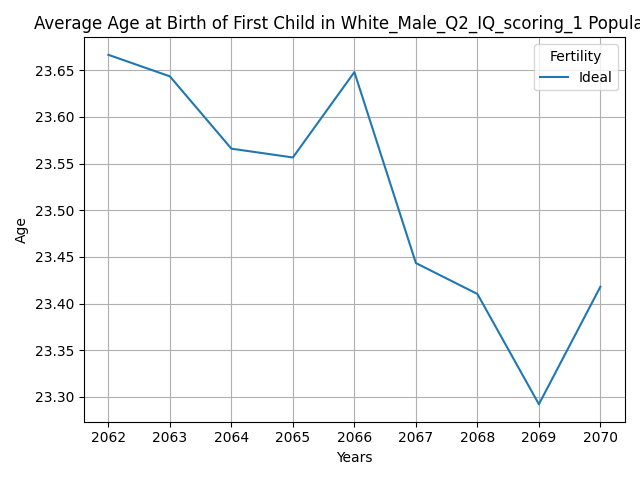 Average Age at Birth of First Child in White_Male_Q2_IQ_scoring_1 Popula
Fertility
Ideal
23.65
23.60
23.55
23.50
23.45
23.40
23.35
23.30
Age
2062 2063 2064 2065 2066 2067 2068 2069 2070
Years